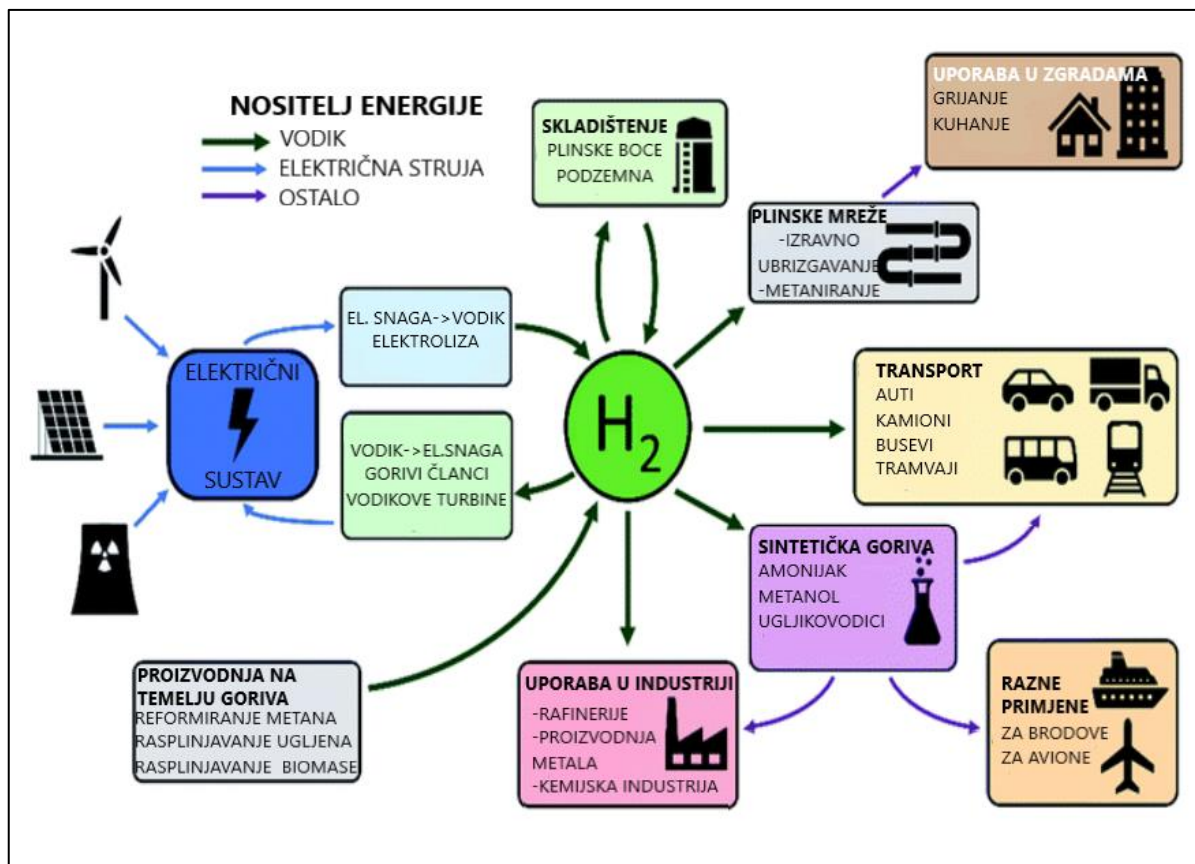 NOSITELJ ENERGIJE
VODIK
ELEKTRIČNA STRUJA
OSTALO
SKLADIŠTENJE
PLINSKE BOCE
PODZEMNA
UPORABA U ZGRADAMA
GRIJANJE
KUHANJE
PLINSKE MREŽE
-IZRAVNO
UBRIZGAVANJE
-METANIRANJE
ELEKTRIČNI
SUSTAV
EL. SNAGA->VODIK
ELEKTROLIZA
VODIK->EL.SNAGA
GORIVI ČLANCI
VODIKOVE TURBINE
H2
TRANSPORT
AUTI
KAMIONI
BUSEVI
TRAMVAJI
SINTETIČKA GORIVA
AMONIJAK
METANOL
UGLJIKOVODICI
PROIZVODNJA NA
TEMELJU GORIVA
REFORMIRANJE METANA
RASPLINJAVANJE UGLJENA
RASPLINJAVANJE BIOMASE
UPORABA U INDUSTRIJI
-RAFINERIJE
-PROIZVODNJA
METALA
-KEMIJSKA INDUSTRIJA
RAZNE
PRIMJENE
ZA BRODOVE
ZA AVIONE